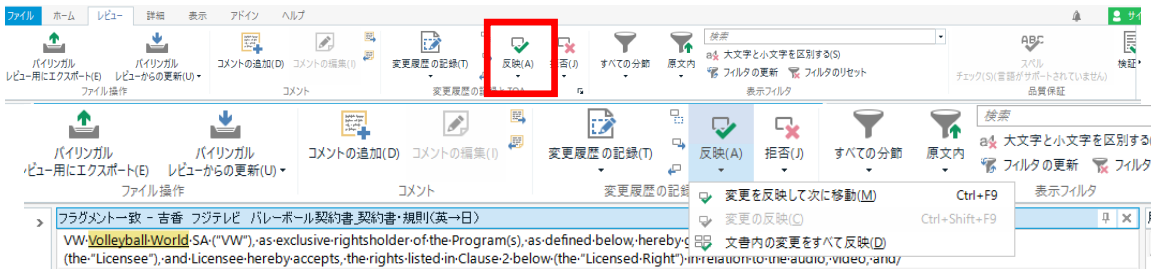 ファイル ホーム レビュー 詳細 表示 アドイン ヘルプ
バイリンガル
レビュー用にエクスポート(E)
バイリンガル
レビューからの更新(U)
コメントの追加(D) コメントの編集(I) 変更履歴の記録(T) 反映(A) 拒否(J) すべての分節 原文内
検索
大文字と小文字を区別する(S)
フィルタの更新 フィルタのリセット
スペル
チェック(S)(言語がサポートされていません)
検証
ファイル操作 コメント 変更履歴の記録とTQA 表示フィルタ 品質保証
バイリンガル
レビュー用にエクスポート(E)
バイリンガル
レビューからの更新(U)
コメントの追加(D) コメントの編集(I) 変更履歴の記録(T) 反映(A) 拒否(J) すべての分節 原文内
検索
大文字と小文字を区別する
フィルタの更新 フィルタ
ファイル操作 コメント 変更履歴の記録 表示フィルタ
変更を反映して次に移動(M) Ctrl+F9
変更の反映(C) Ctrl+Shift+F9
文書内の変更をすべて反映(D)
フラグメント一致 - 吉香 フジテレビ バレーボール契約書_契約書・規則(英→日)
VW·Volleyball·World·SA·("VW"),·as·exclusive·rightsholder·of·the·Program(s),·as·defined·below,·hereby
(the·"Licensee"),·and·Licensee·hereby·accepts,·the·rights·listed·in·Clause·2·below·(the·"Licensed·Right")·in·relation·to·the·audio,·video,·and/